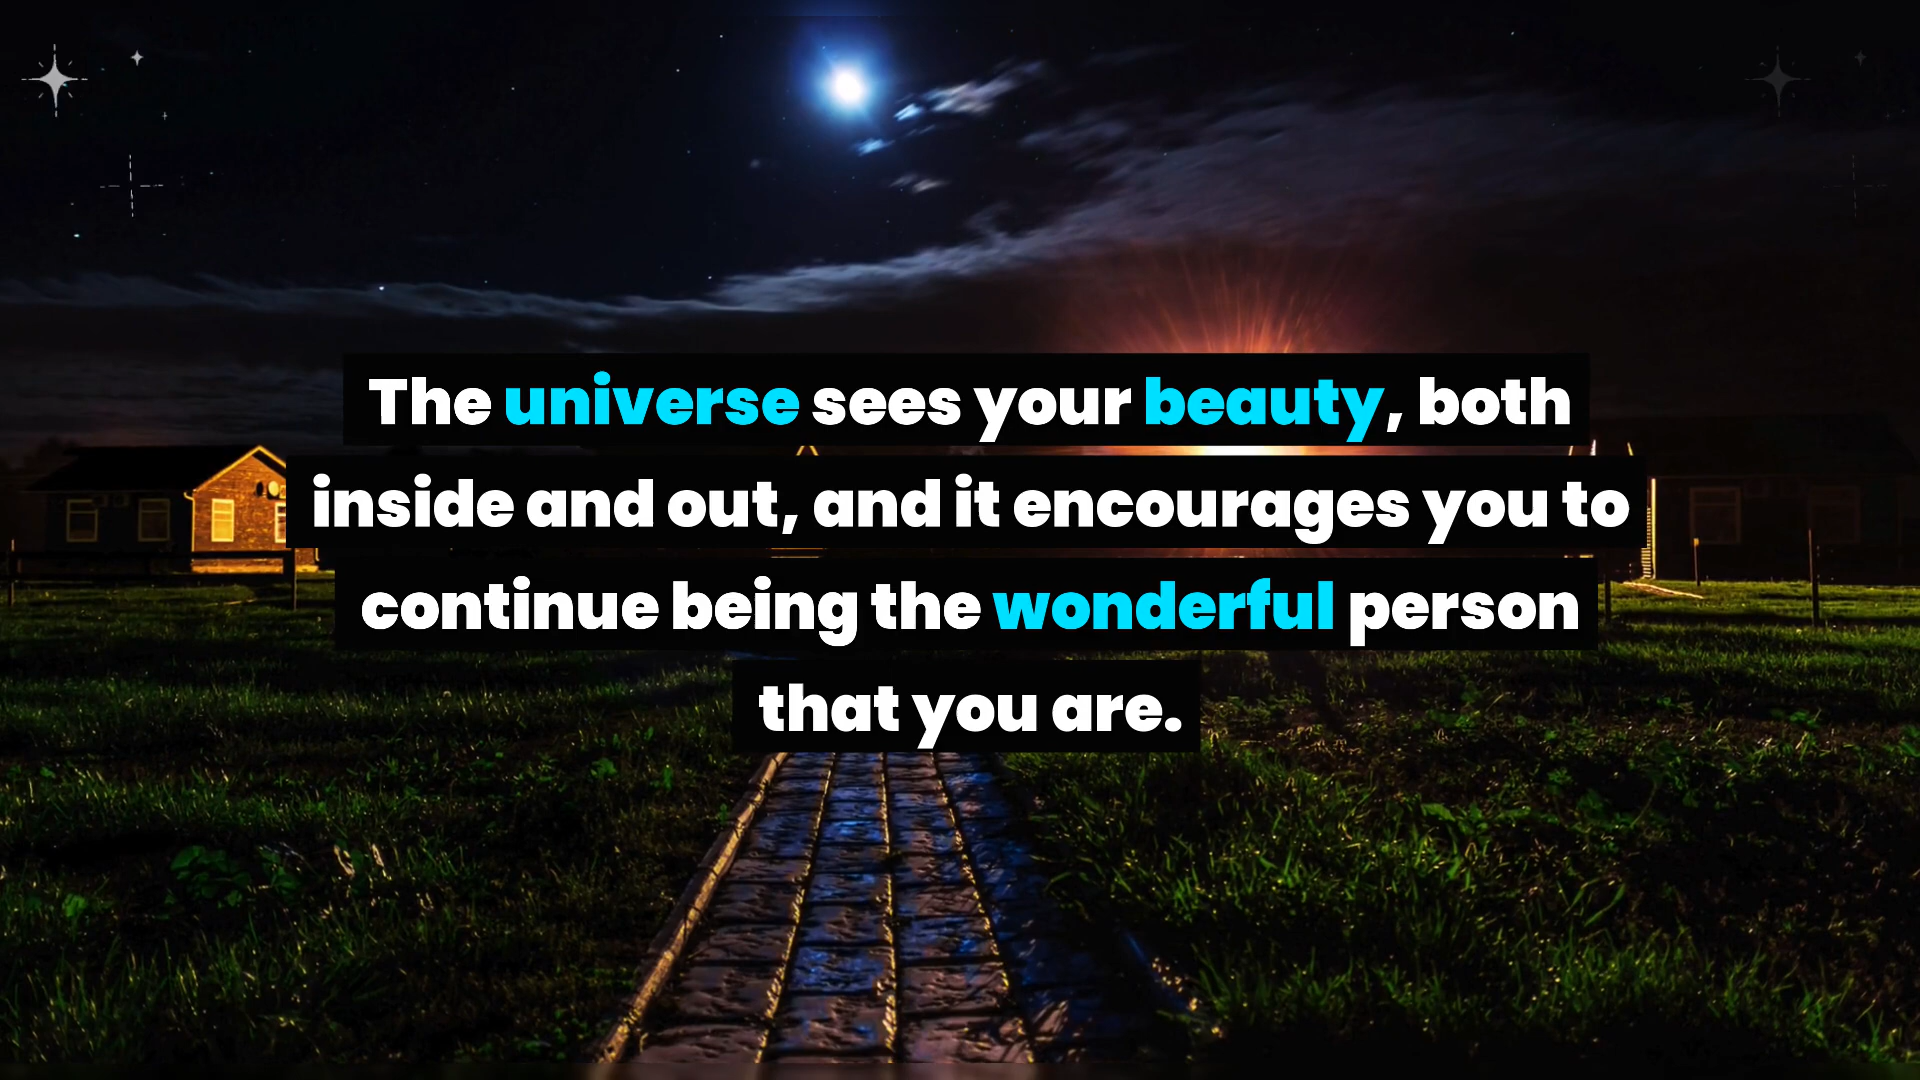 The universe sees your beauty, both
inside and out, and it encourages you to
continue being the wonderful person
that you are.